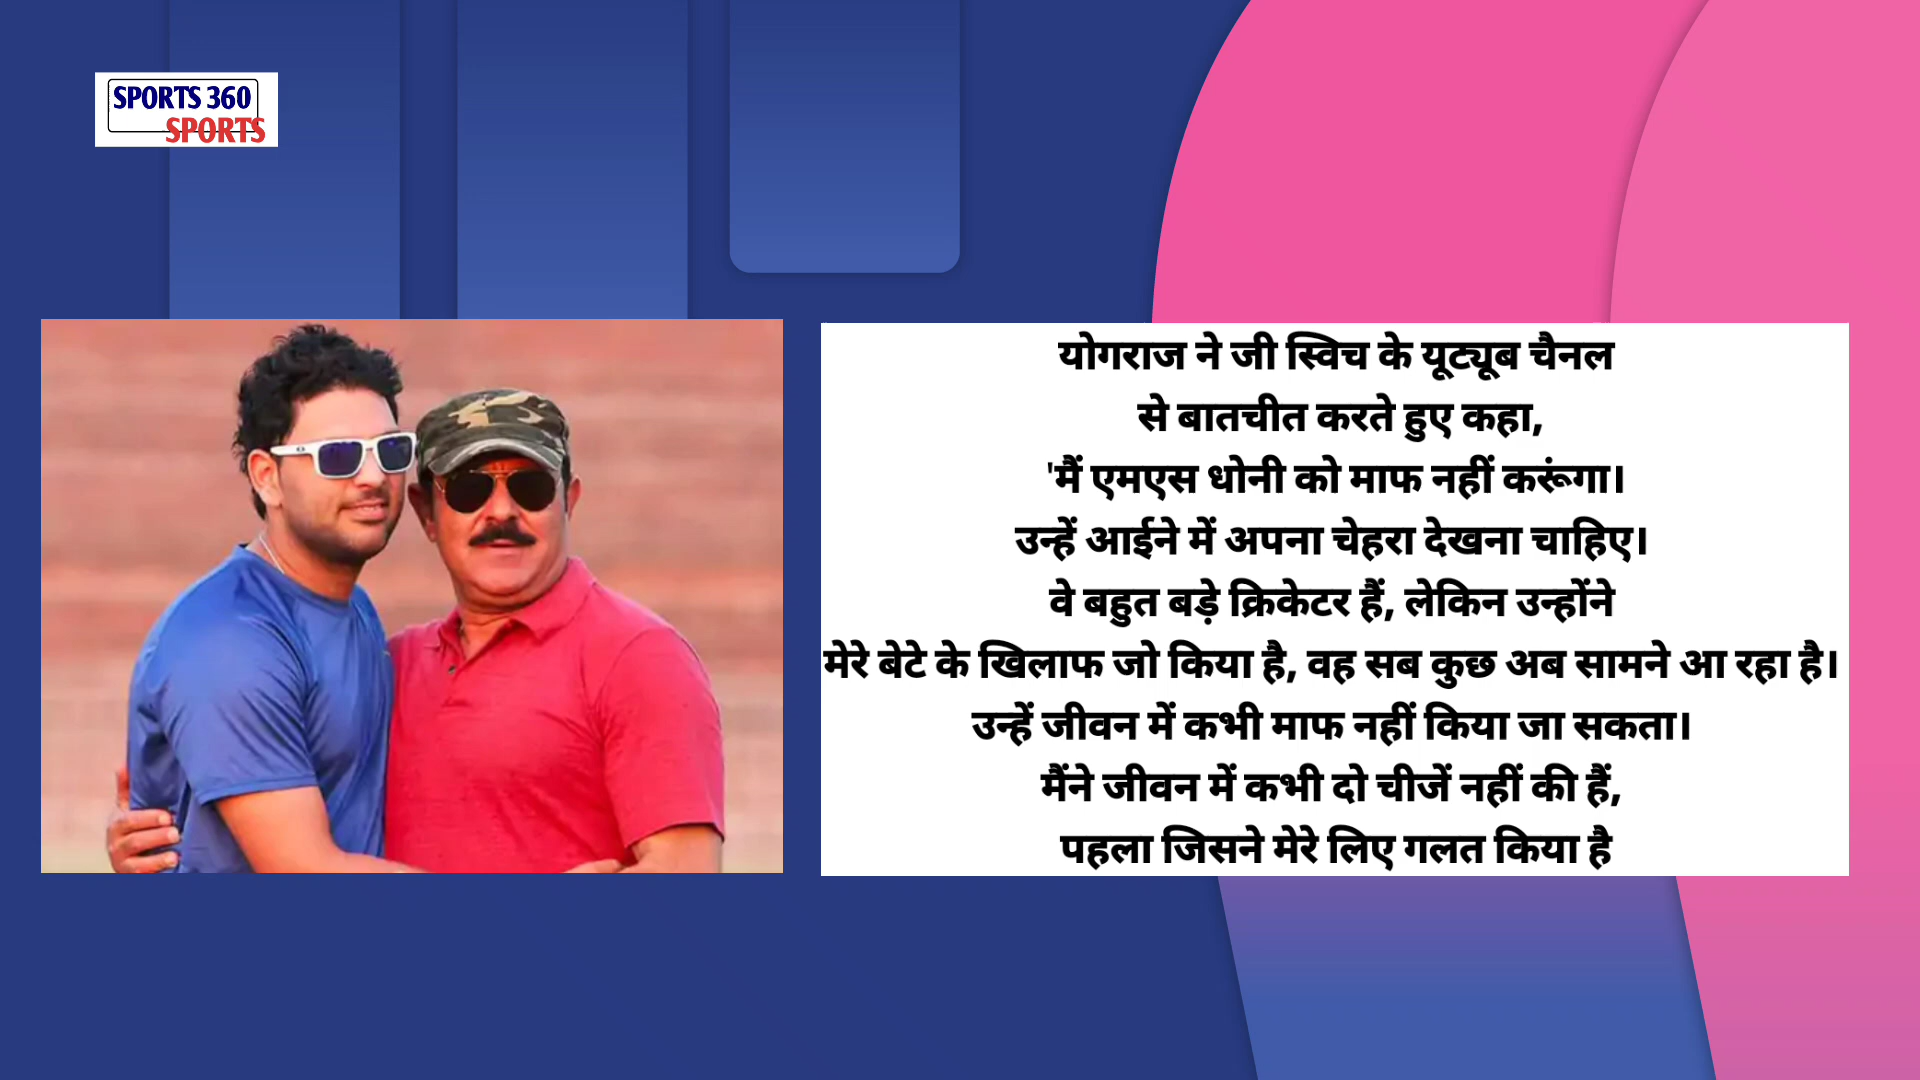 SPORTS 360
SPORTS
योगराज ने जी स्विच के यूट्यूब चैनल
से बातचीत करते हुए कहा,
'मैं एमएस धोनी को माफ नहीं करूंगा।
उन्हें आईने में अपना चेहरा देखना चाहिए।
वे बहुत बड़े क्रिकेटर हैं, लेकिन उन्होंने
मेरे बेटे के खिलाफ जो किया है, वह सब कुछ अब सामने आ रहा है।
उन्हें जीवन में कभी माफ नहीं किया जा सकता।
मैंने जीवन में कभी दो चीजें नहीं की हैं,
पहला जिसने मेरे लिए गलत किया है